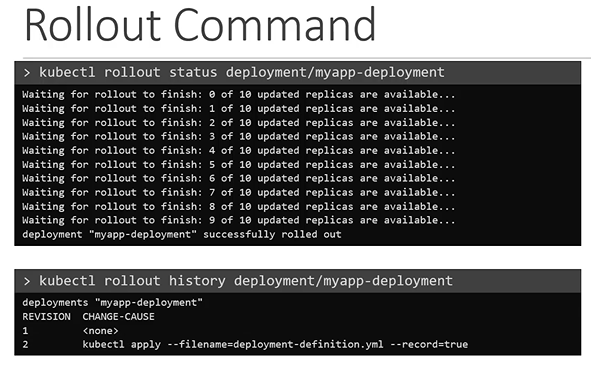 Rollout Command
> kubectl rollout status deployment/myapp-deployment
Waiting for rollout to finish: 0 of 10 updated replicas are available...
Waiting for rollout to finish: 1 of 10 updated replicas are available...
Waiting for rollout to finish: 2 of 10 updated replicas are available...
Waiting for rollout to finish: 3 of 10 updated replicas are available...
Waiting for rollout to finish: 4 of 10 updated replicas are available...
Waiting for rollout to finish: 5 of 10 updated replicas are available...
Waiting for rollout to finish: 6 of 10 updated replicas are available...
Waiting for rollout to finish: 7 of 10 updated replicas are available...
Waiting for rollout to finish: 8 of 10 updated replicas are available...
Waiting for rollout to finish: 9 of 10 updated replicas are available...
deployment "myapp-deployment" successfully rolled out
> kubectl rollout history deployment/myapp-deployment
deployments "myapp-deployment"
REVISION CHANGE-CAUSE
1 <none>
2 kubectl apply --filename=deployment-definition.yml --record=true